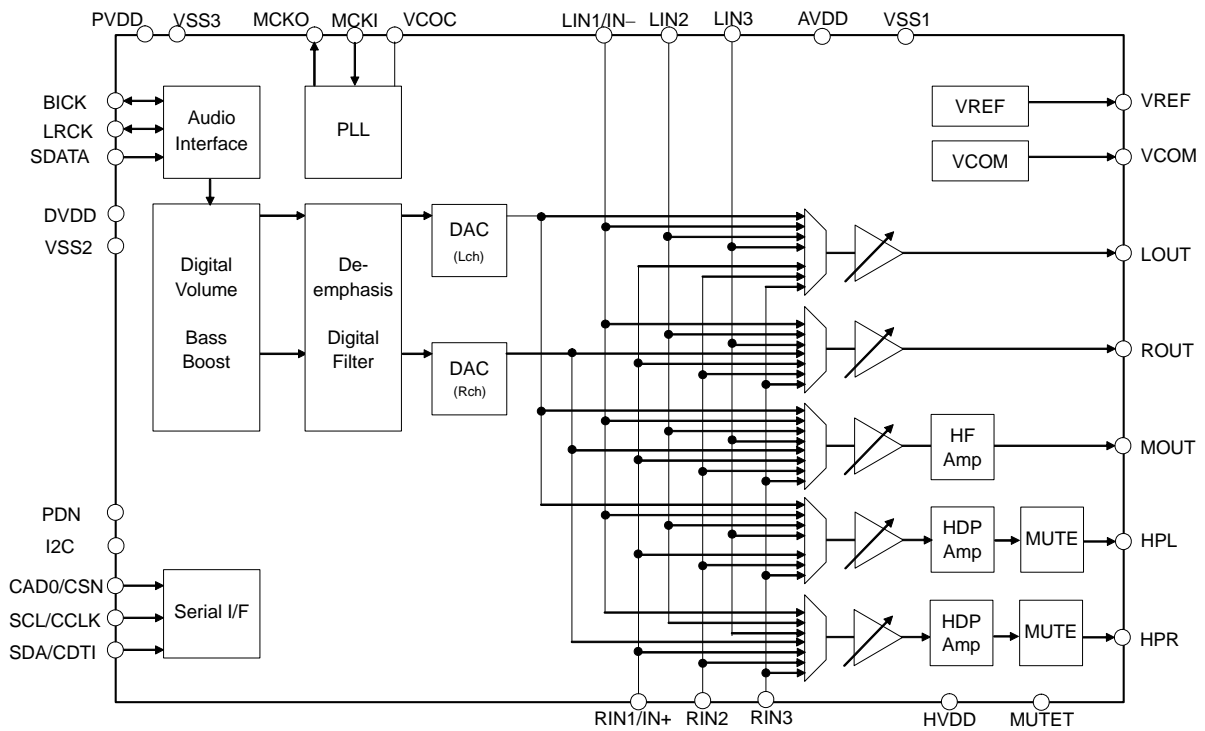 PVDD VSS3 MCKO MCKI VCOC LIN1/IN− LIN2 LIN3 AVDD VSS1
BICK
LRCK
SDATA
Audio
Interface
PLL
VREF
VREF
VCOM
VCOM
DVDD
VSS2
Digital
Volume
Bass
Boost
De-
emphasis
Digital
Filter
DAC
(Lch)
DAC
(Rch)
LOUT
ROUT
HF
Amp
MOUT
HDP
Amp
MUTE
HPL
HDP
Amp
MUTE
HPR
PDN
I2C
CAD0/CSN
SCL/CCLK
SDA/CDTI
Serial I/F
RIN1/IN+ RIN2 RIN3 HVDD MUTET